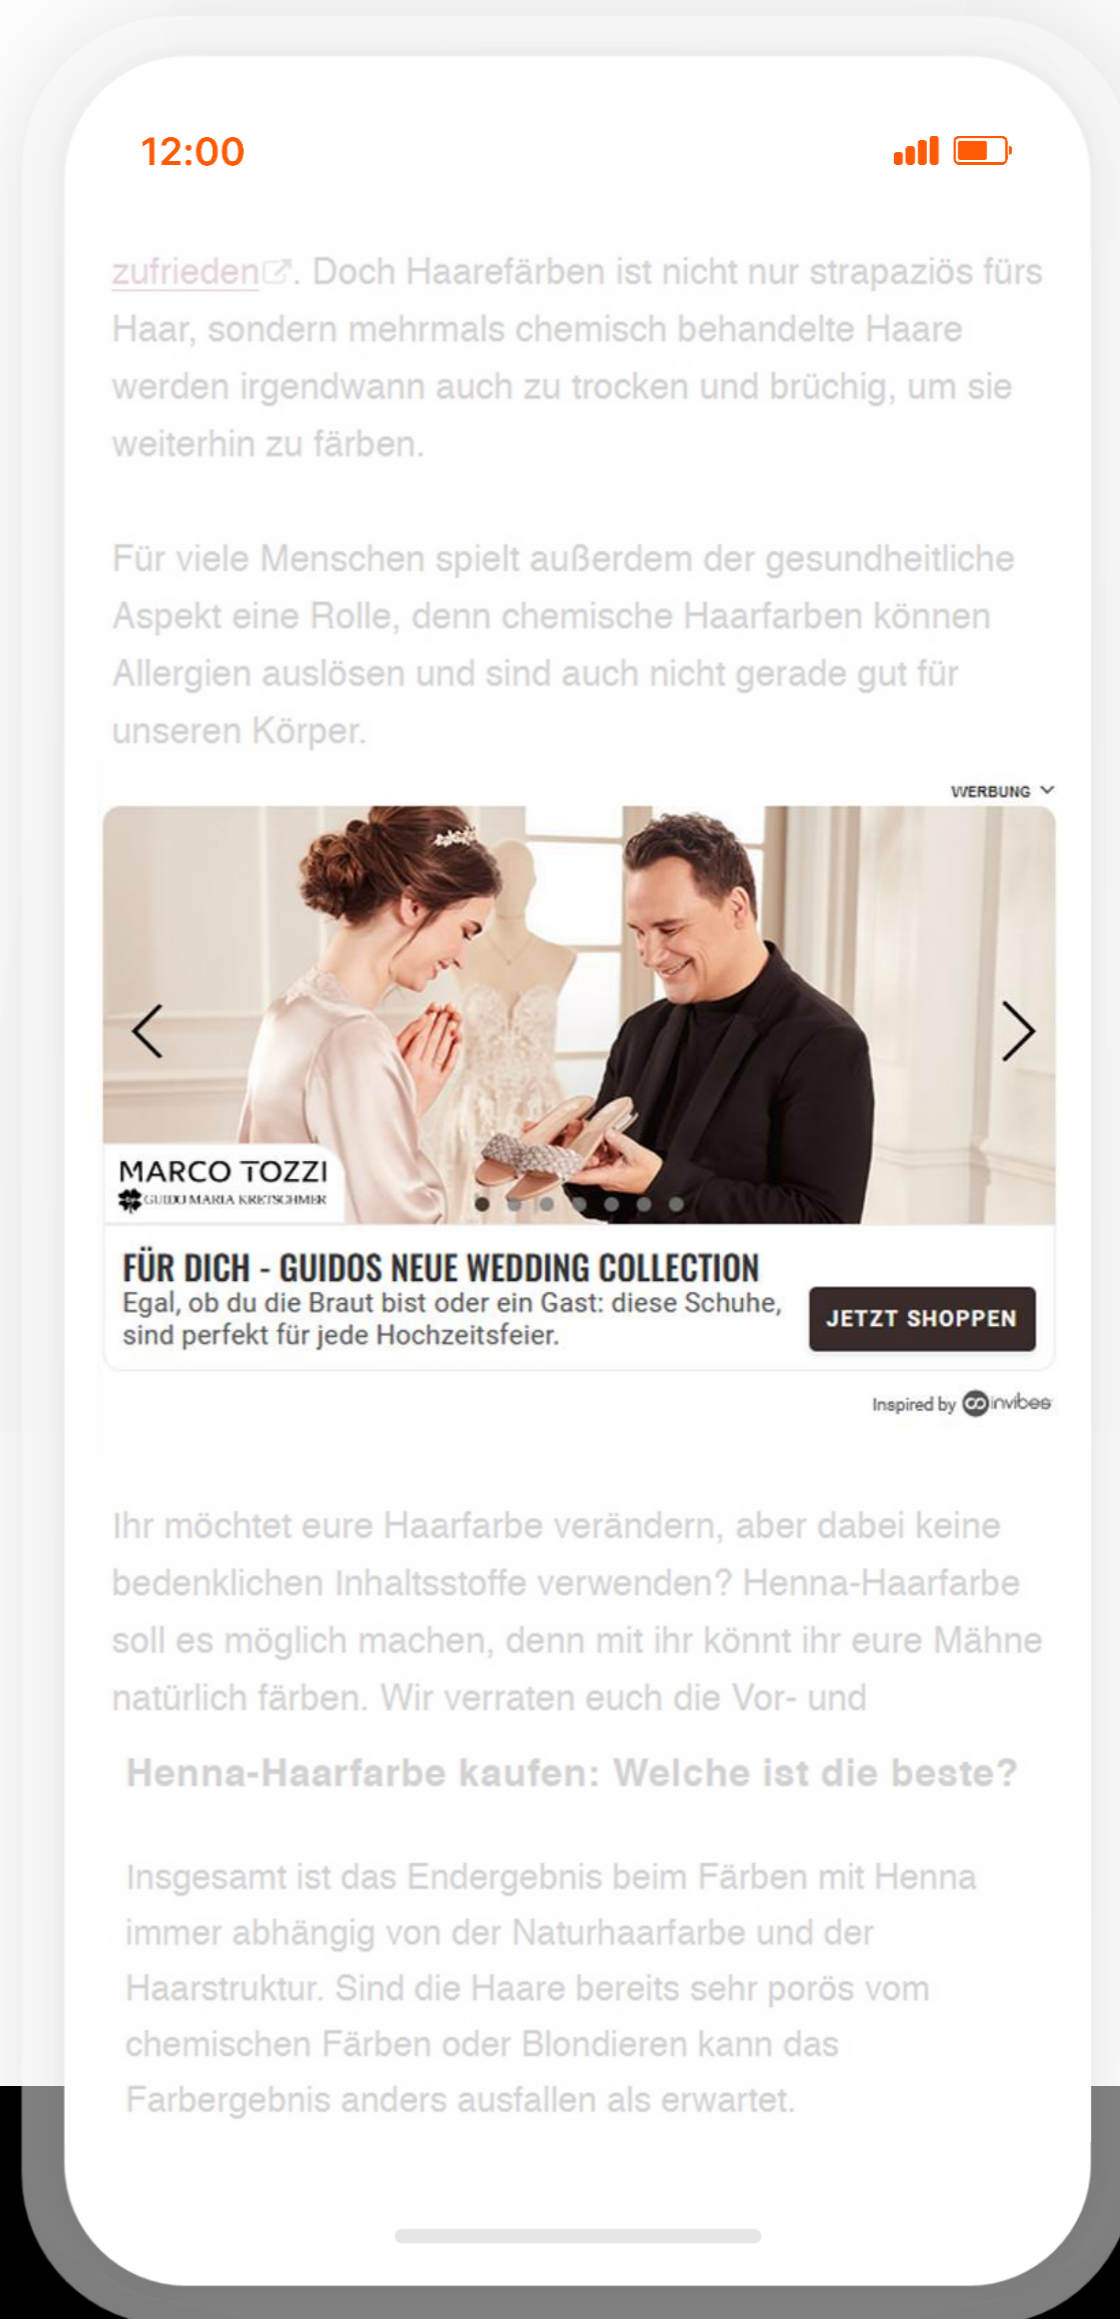 12:00
zufrieden. Doch Haarefärben ist nicht nur strapaziös fürs
Haar, sondern mehrmals chemisch behandelte Haare
werden irgendwann auch zu trocken und brüchig, um sie
weiterhin zu färben.
Für viele Menschen spielt außerdem der gesundheitliche
Aspekt eine Rolle, denn chemische Haarfarben können
Allergien auslösen und sind auch nicht gerade gut für
unseren Körper.
WERBUNG
MARCO TOZZI
GUIDO MARIA KRETSCHMER
FÜR DICH - GUIDOS NEUE WEDDING COLLECTION
Egal, ob du die Braut bist oder ein Gast: diese Schuhe,
sind perfekt für jede Hochzeitsfeier.
JETZT SHOPPEN
Inspired by invibes
Ihr möchtet eure Haarfarbe verändern, aber dabei keine
bedenklichen Inhaltsstoffe verwenden? Henna-Haarfarbe
soll es möglich machen, denn mit ihr könnt ihr eure Mähne
natürlich färben. Wir verraten euch die Vor- und
Henna-Haarfarbe kaufen: Welche ist die beste?
Insgesamt ist das Endergebnis beim Färben mit Henna
immer abhängig von der Naturhaarfarbe und der
Haarstruktur. Sind die Haare bereits sehr porös vom
chemischen Färben oder Blondieren kann das
Farbergebnis anders ausfallen als erwartet.